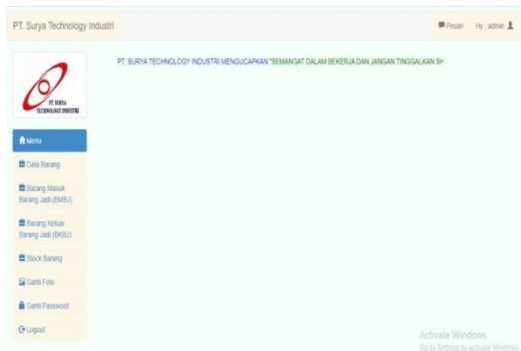 PT. Surya Technology Industri
Pesan
Hy , admin
PT. SURYA TECHNOLOGY INDUSTRI MENGUCAPKAN "SEMANGAT DALAM BEKERJA DAN JANGAN TINGGALKAN SH
PT. SURYA
TECHNOLOGY INDUSTRI
Menu
Data Barang
Barang Masuk
Barang Jadi (BMBJ)
Barang Keluar
Barang Jadi (BKBJ)
Stock Barang
Ganti Foto
Ganti Password
Logout
Activate Windows
Go to Settings to activate Windows.